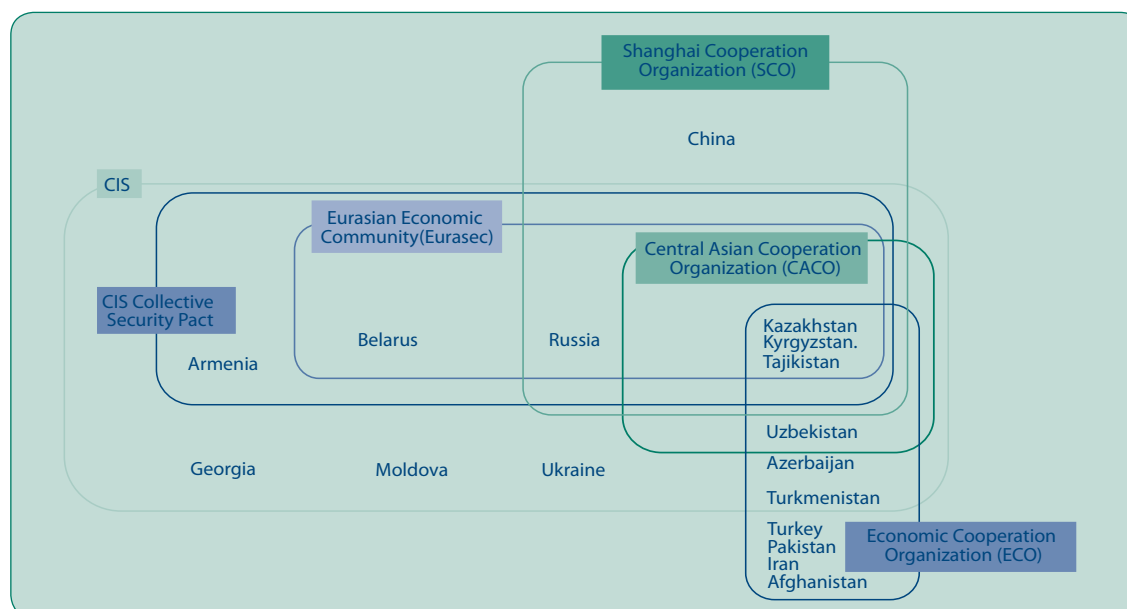 Shanghai Cooperation
Organization (SCO)
China
CIS
Eurasian Economic
Community(Eurasec)
Central Asian Cooperation
Organization (CACO)
CIS Collective
Security Pact
Belarus
Russia
Kazakhstan
Kyrgyzstan.
Tajikistan
Armenia
Uzbekistan
Georgia
Moldova
Ukraine
Azerbaijan
Turkmenistan
Turkey
Pakistan
Iran
Afghanistan
Economic Cooperation
Organization (ECO)